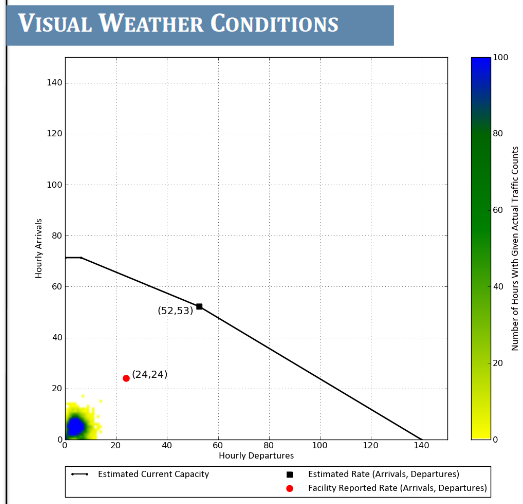 VISUAL WEATHER CONDITIONS
140
120
100
80
60
40
20
0
Hourly Arrivals
(52,53)
(24,24)
0 20 40 60 80 100 120 140
Hourly Departures
100
80
60
40
20
0
Number of Hours With Given Actual Traffic Counts
Estimated Current Capacity
Estimated Rate (Arrivals, Departures)
Facility Reported Rate (Arrivals, Departures)